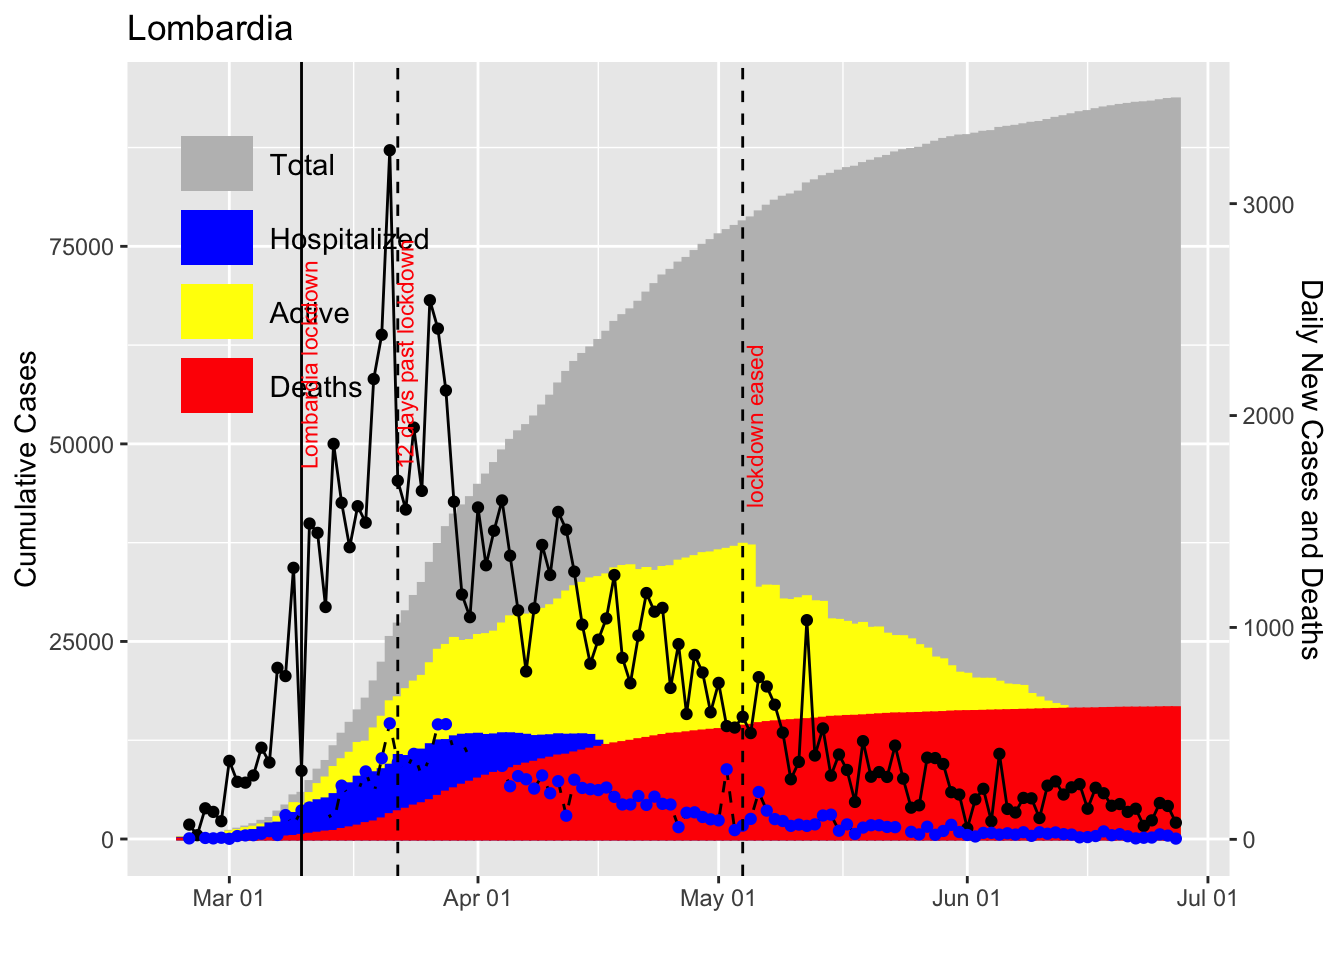 Lombardia
Total
Hospitalized
Active
Deaths
Lombardia lockdown
12 days past lockdown
lockdown eased
Cumulative Cases
75000
50000
25000
0
Daily New Cases and Deaths
3000
2000
1000
0
Mar 01
Apr 01
May 01
Jun 01
Jul 01